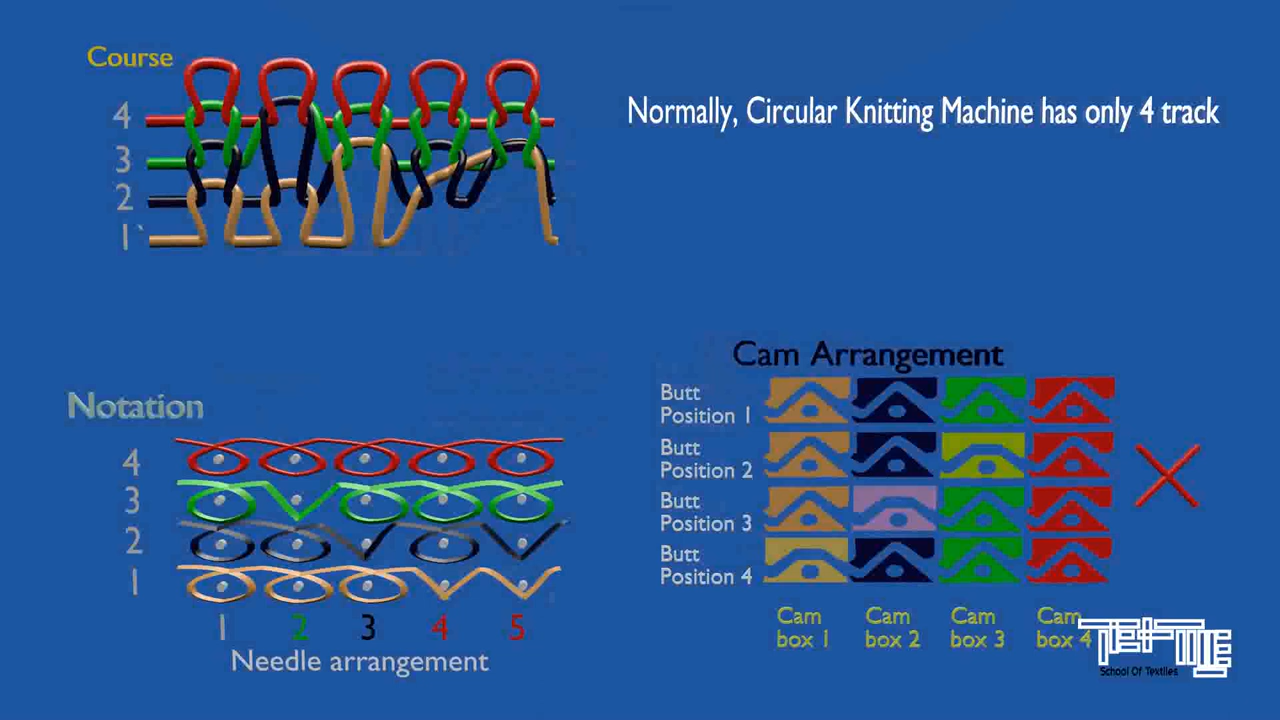 Course
Normally, Circular Knitting Machine has only 4 track
4
3
2
1`
Notation
4
3
2
1
1 2 3 4 5
Needle arrangement
Cam Arrangement
Butt
Position 1
Butt
Position 2
Butt
Position 3
Butt
Position 4
Cam
box 1
Cam
box 2
Cam
box 3
Cam
box 4
School Of Textiles